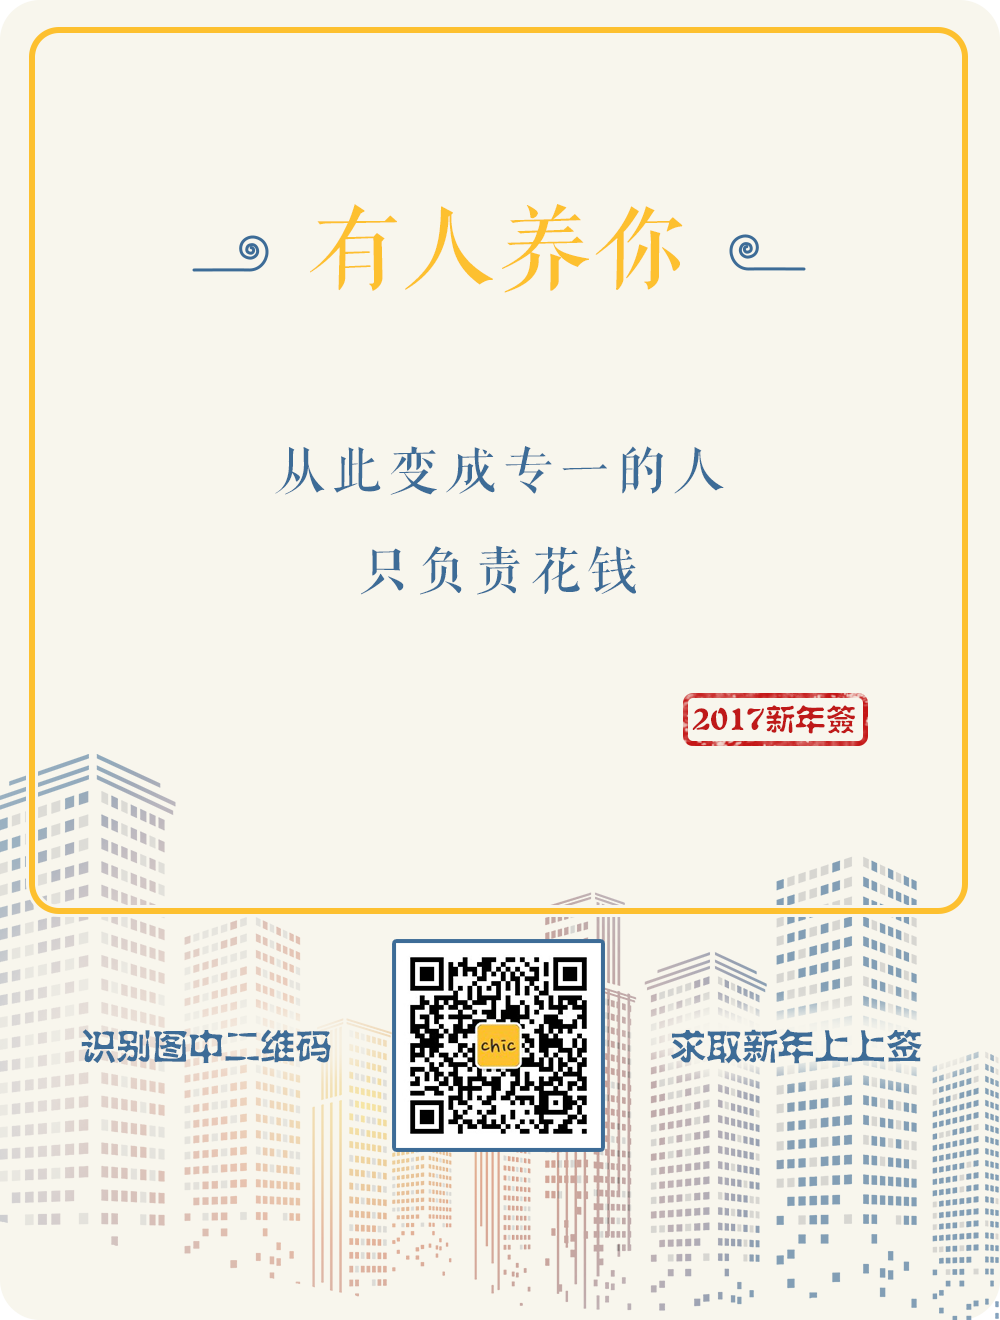 有人养你
从此变成专一的人
只负责花钱
2017新年簽
识别图中二维码
chic
求取新年上上签